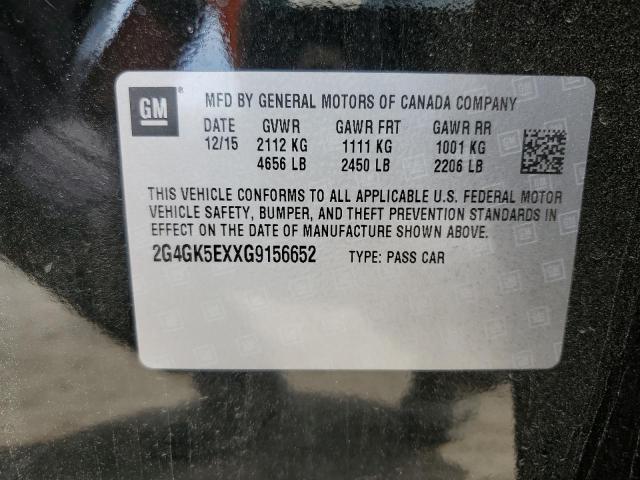 GM
MFD BY GENERAL MOTORS OF CANADA COMPANY
DATE GVWR GAWR FRT GAWR RR
12/15 2112 KG 1111 KG 1001 KG
4656 LB 2450 LB 2206 LB
THIS VEHICLE CONFORMS TO ALL APPLICABLE U.S. FEDERAL MOTOR
VEHICLE SAFETY, BUMPER, AND THEFT PREVENTION STANDARDS IN
EFFECT ON THE DATE OF MANUFACTURE SHOWN ABOVE.
2G4GK5EXXG9156652 TYPE: PASS CAR